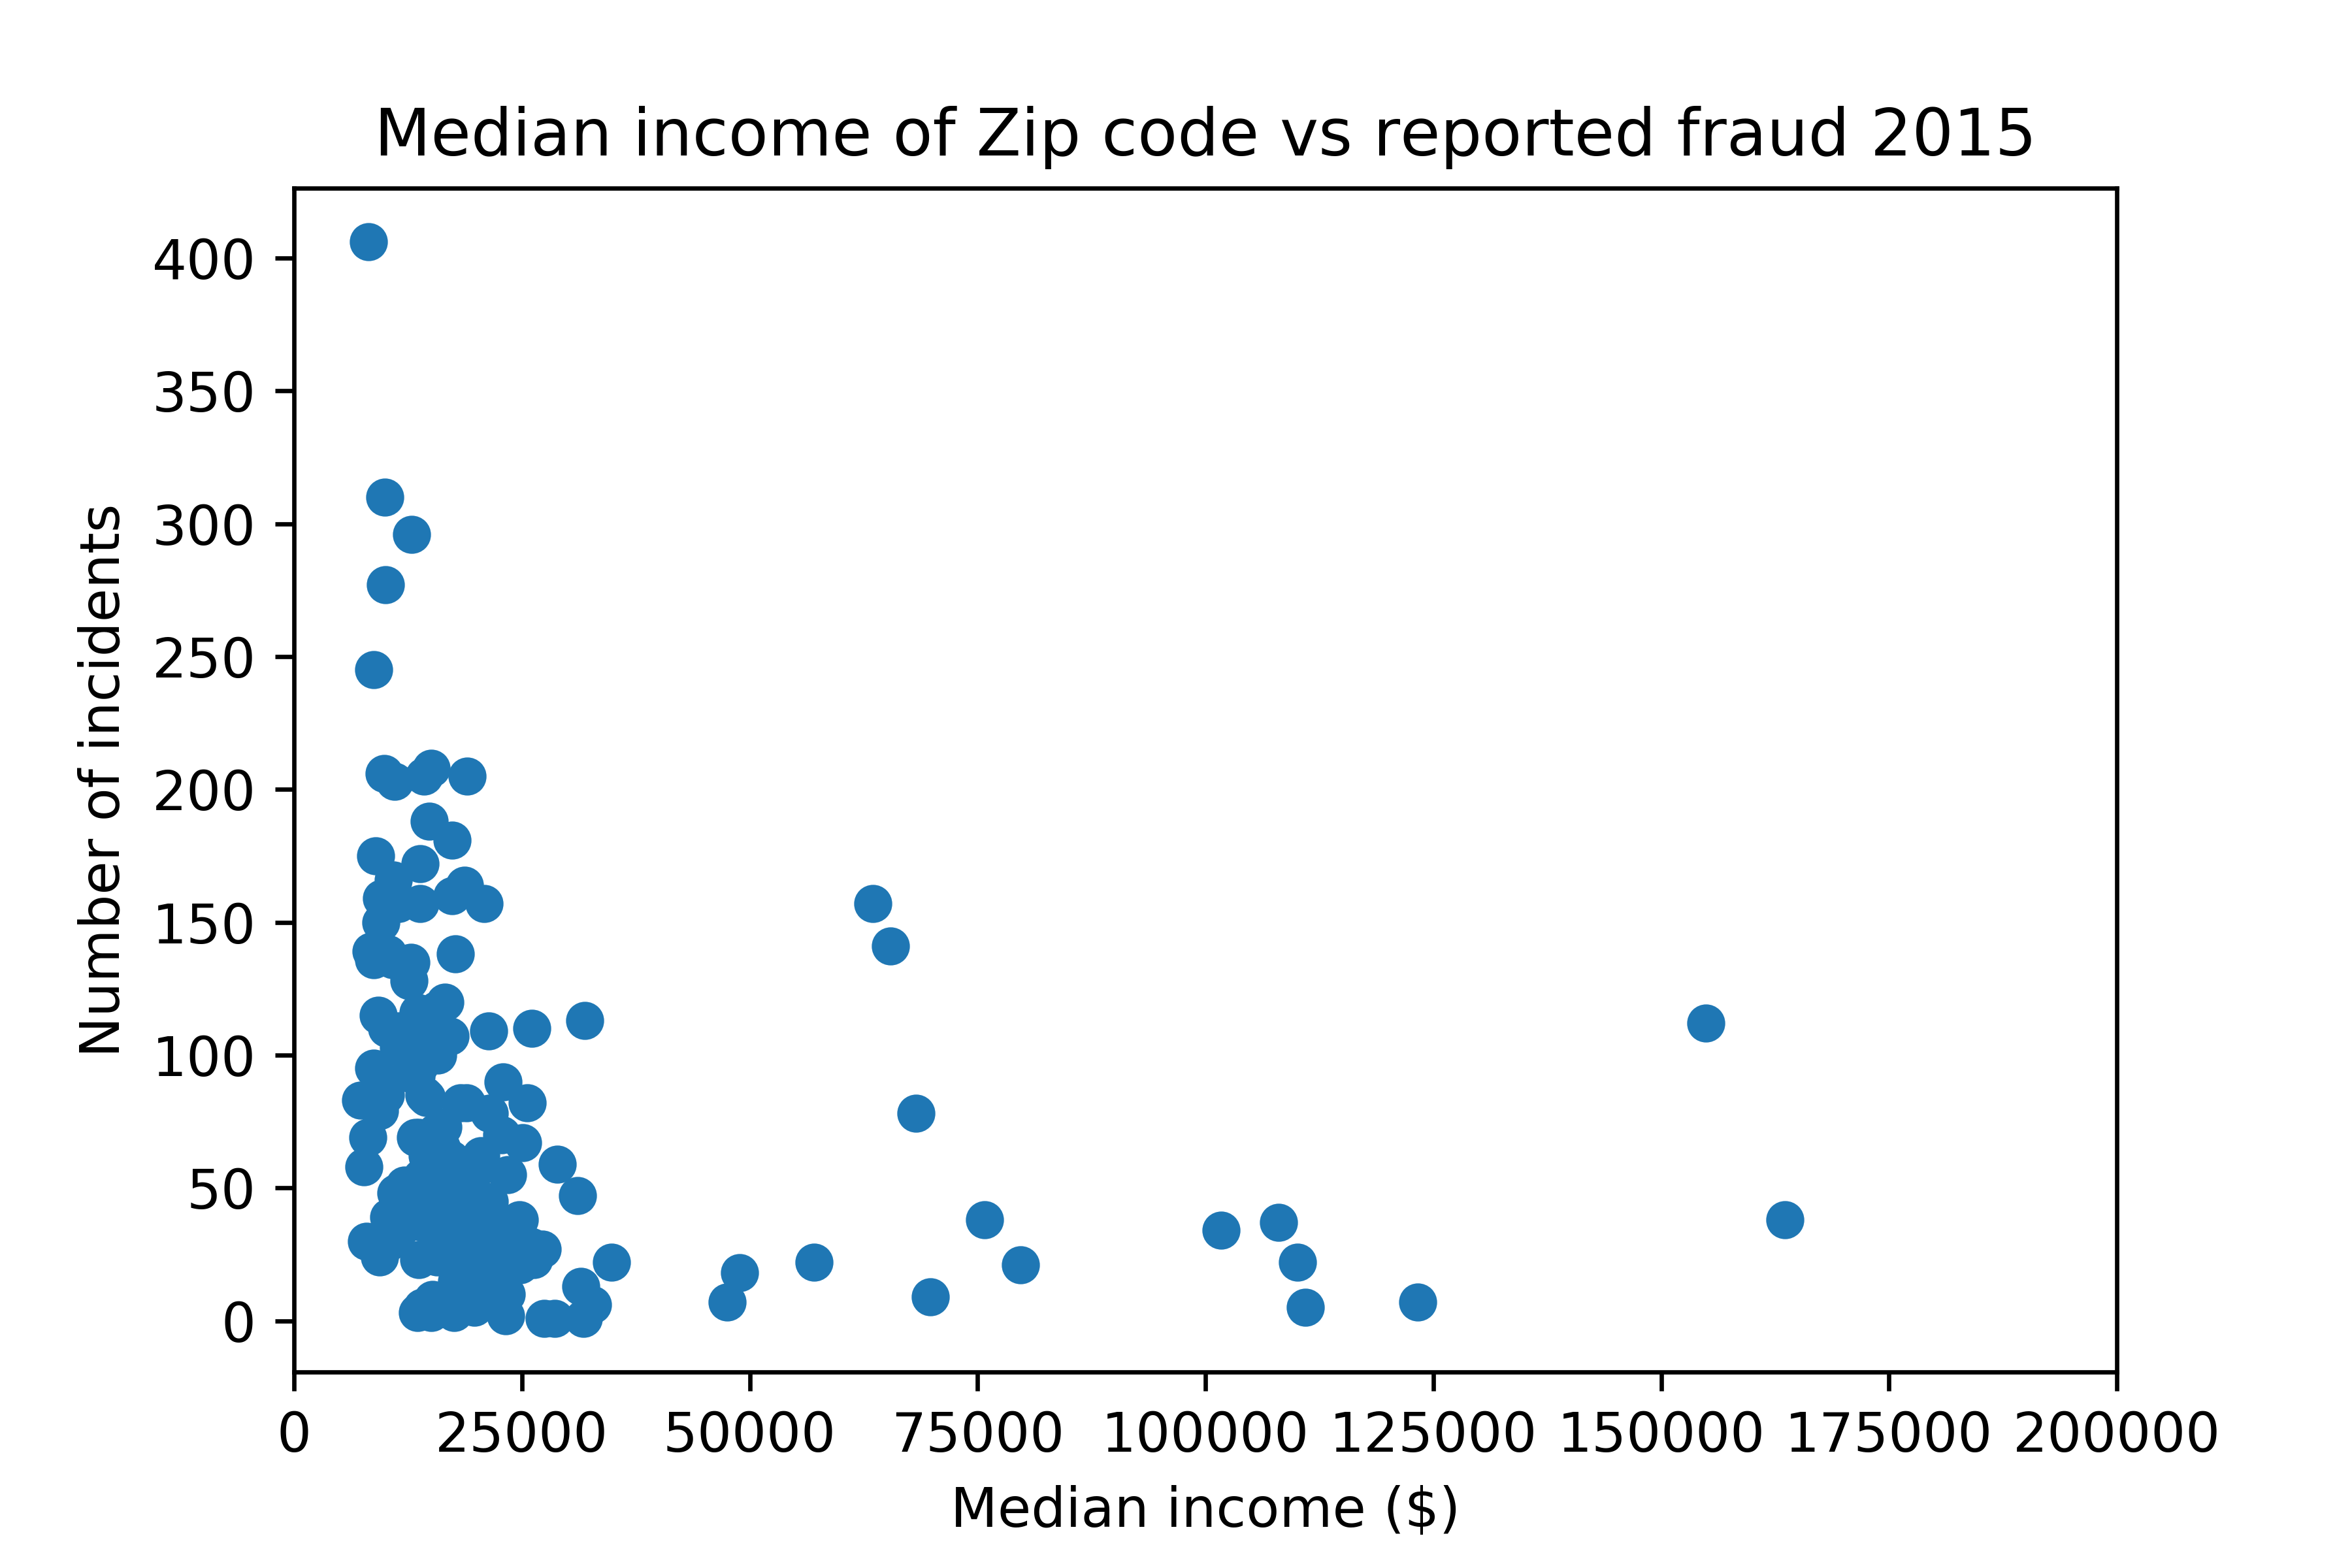 Median income of Zip code vs reported fraud 2015
400
350
300
250
200
150
100
50
0
Number of incidents
0 25000 50000 75000 100000 125000 150000 175000 200000
Median income ($)